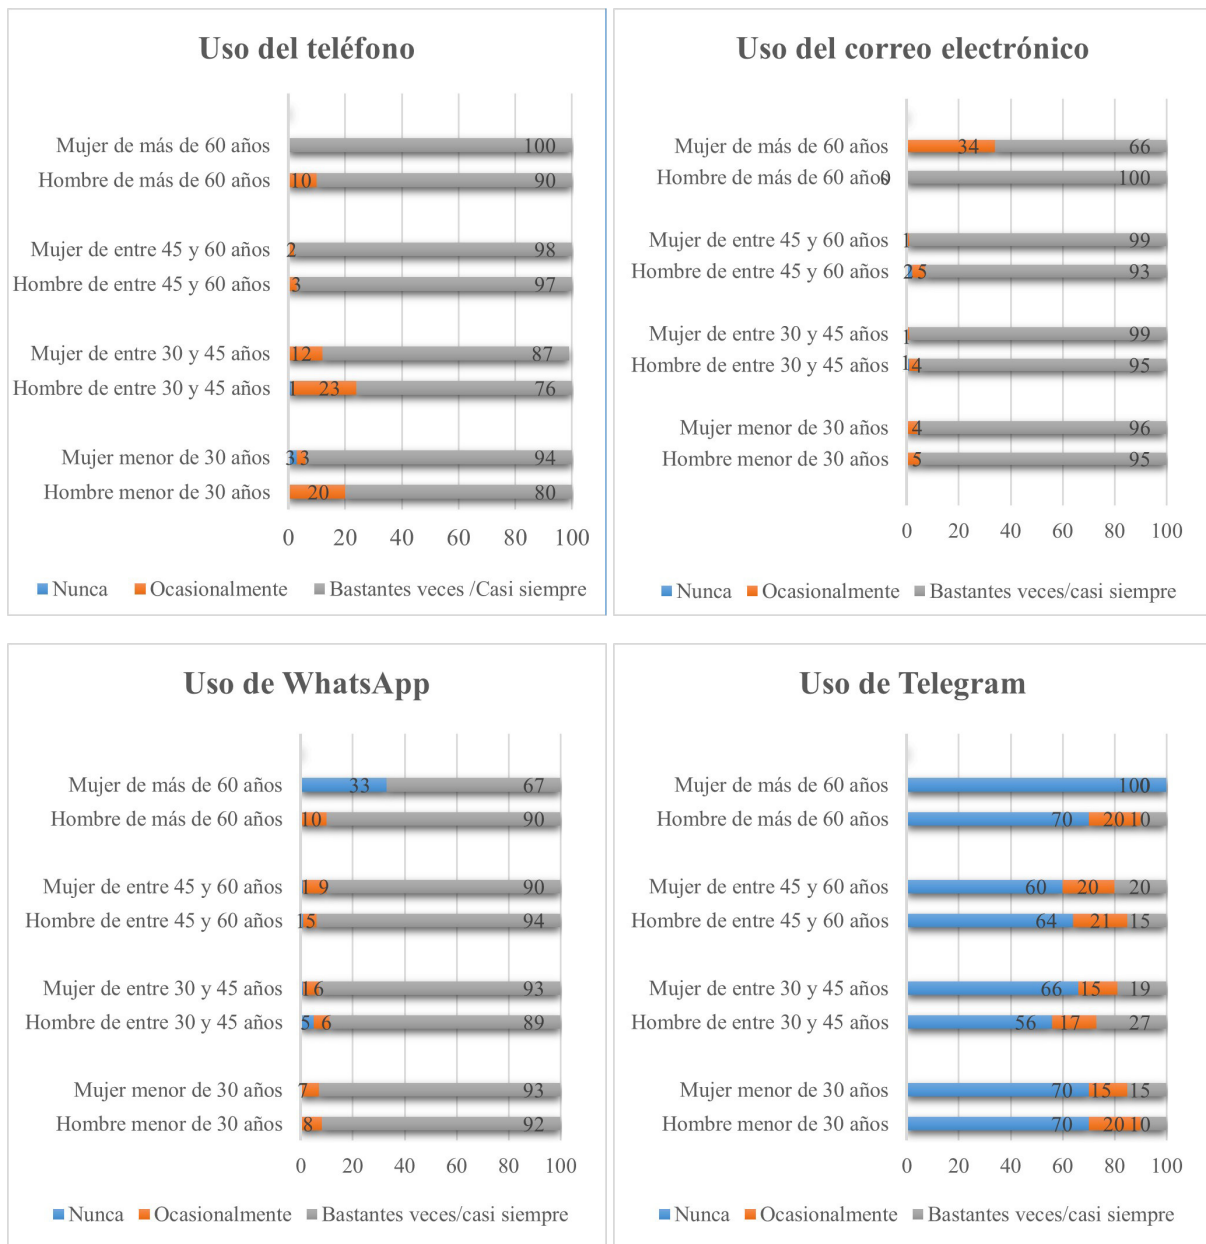 Uso del teléfono
Mujer de más de 60 años 100
Hombre de más de 60 años 10 90
Mujer de entre 45 y 60 años 2 98
Hombre de entre 45 y 60 años 3 97
Mujer de entre 30 y 45 años 12 87
Hombre de entre 30 y 45 años 1 23 76
Mujer menor de 30 años 3 3 94
Hombre menor de 30 años 20 80
0 20 40 60 80 100
Nunca Ocasionalmente Bastantes veces /Casi siempre
Uso del correo electrónico
Mujer de más de 60 años 34 66
Hombre de más de 60 años 0 100
Mujer de entre 45 y 60 años 1 99
Hombre de entre 45 y 60 años 2 5 93
Mujer de entre 30 y 45 años 1 99
Hombre de entre 30 y 45 años 1 4 95
Mujer menor de 30 años 4 96
Hombre menor de 30 años 5 95
0 20 40 60 80 100
Nunca Ocasionalmente Bastantes veces/casi siempre
Uso de WhatsApp
Mujer de más de 60 años 33 67
Hombre de más de 60 años 10 90
Mujer de entre 45 y 60 años 1 9 90
Hombre de entre 45 y 60 años 1 5 94
Mujer de entre 30 y 45 años 1 6 93
Hombre de entre 30 y 45 años 5 6 89
Mujer menor de 30 años 7 93
Hombre menor de 30 años 8 92
0 20 40 60 80 100
Nunca Ocasionalmente Bastantes veces/casi siempre
Uso de Telegram
Mujer de más de 60 años 100
Hombre de más de 60 años 70 20 10
Mujer de entre 45 y 60 años 60 20 20
Hombre de entre 45 y 60 años 64 21 15
Mujer de entre 30 y 45 años 66 15 19
Hombre de entre 30 y 45 años 56 17 27
Mujer menor de 30 años 70 15 15
Hombre menor de 30 años 70 20 10
0 20 40 60 80 100
Nunca Ocasionalmente Bastantes veces/casi siempre